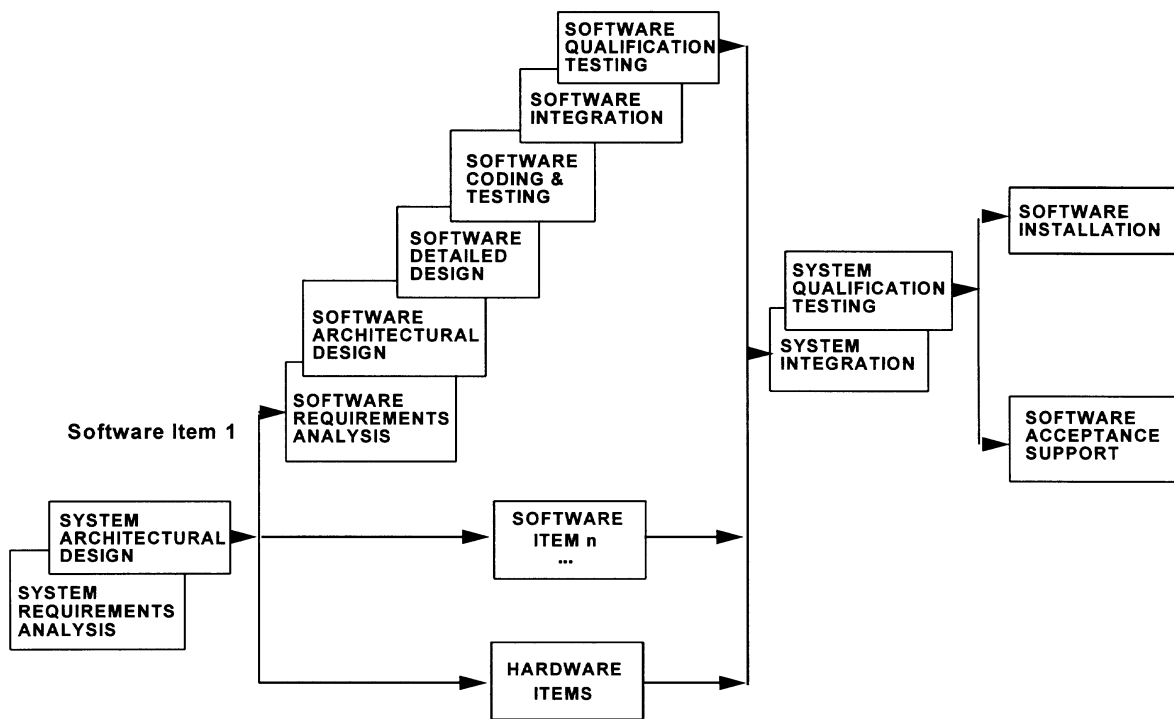 SOFTWARE
QUALIFICATION
TESTING
SOFTWARE
INTEGRATION
SOFTWARE
CODING &
TESTING
SOFTWARE
DETAILED
DESIGN
SOFTWARE
ARCHITECTURAL
DESIGN
SOFTWARE
REQUIREMENTS
ANALYSIS
Software Item 1
SYSTEM
ARCHITECTURAL
DESIGN
SYSTEM
REQUIREMENTS
ANALYSIS
SOFTWARE
ITEM n
...
HARDWARE
ITEMS
SYSTEM
QUALIFICATION
TESTING
SYSTEM
INTEGRATION
SOFTWARE
INSTALLATION
SOFTWARE
ACCEPTANCE
SUPPORT